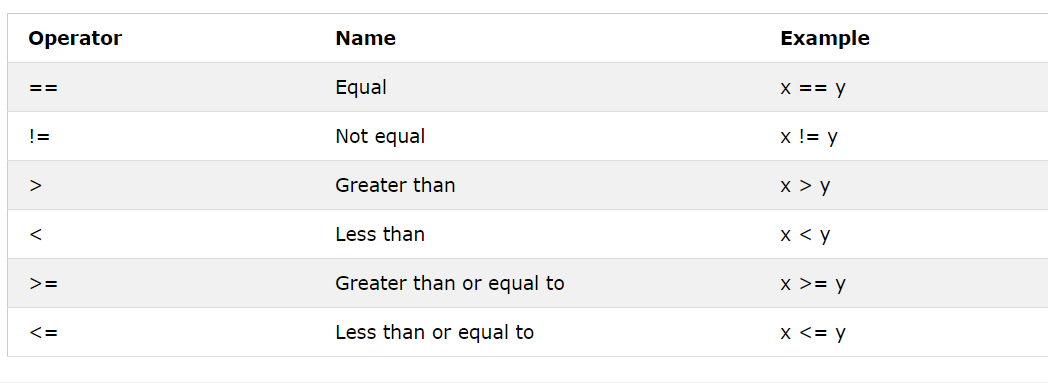 Operator Name Example
== Equal x == y
!= Not equal x != y
> Greater than x > y
< Less than x < y
>= Greater than or equal to x >= y
<= Less than or equal to x <= y